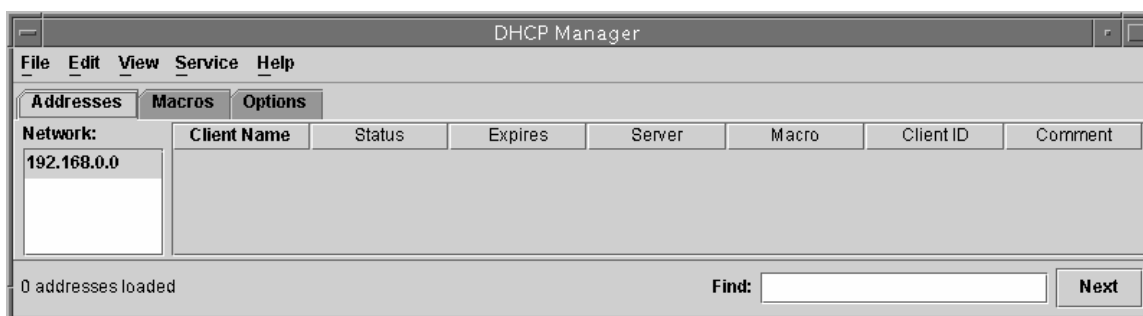 DHCP Manager
File Edit View Service Help
Addresses Macros Options
Network: Client Name Status Expires Server Macro Client ID Comment
192.168.0.0
0 addresses loaded Find: Next